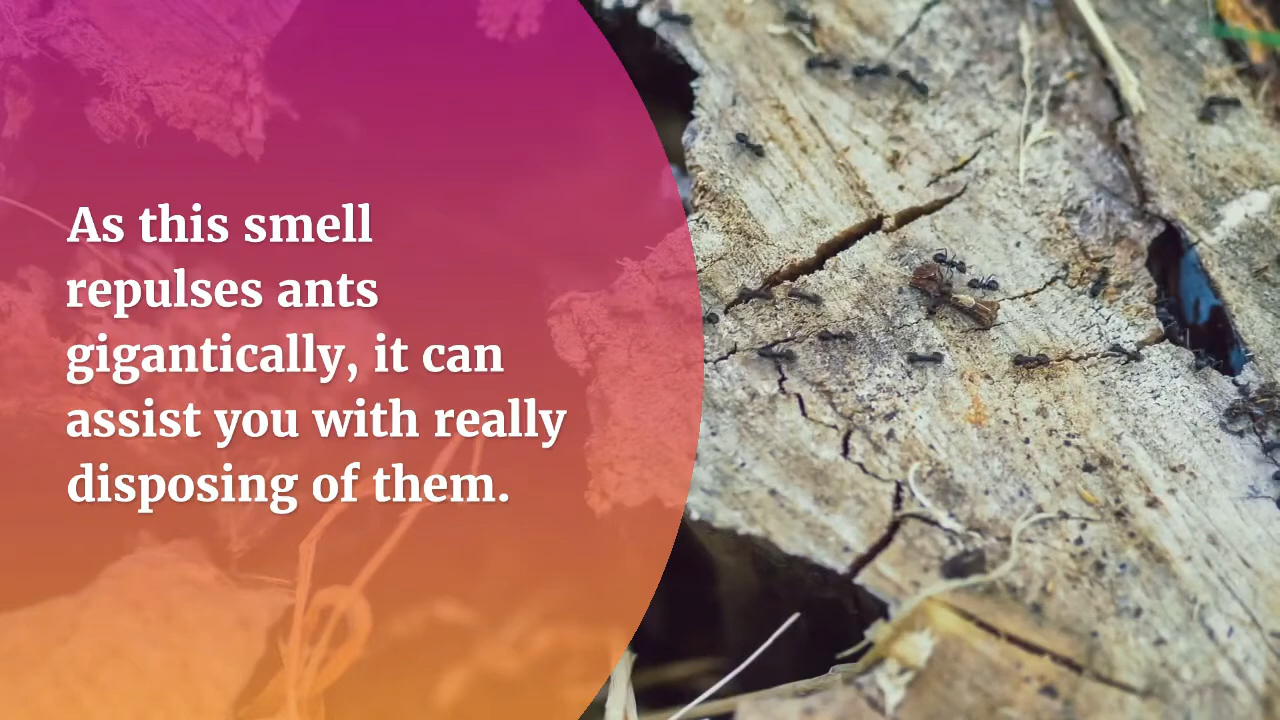 As this smell
repulses ants
gigantically, it can
assist you with really
disposing of them.